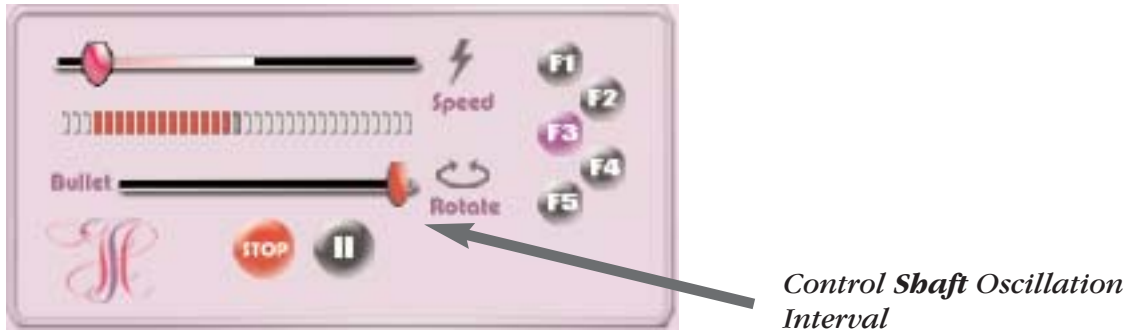 Speed
F1
F2
F3
F4
F5
Bullet
Rotate
STOP
Control Shaft Oscillation
Interval